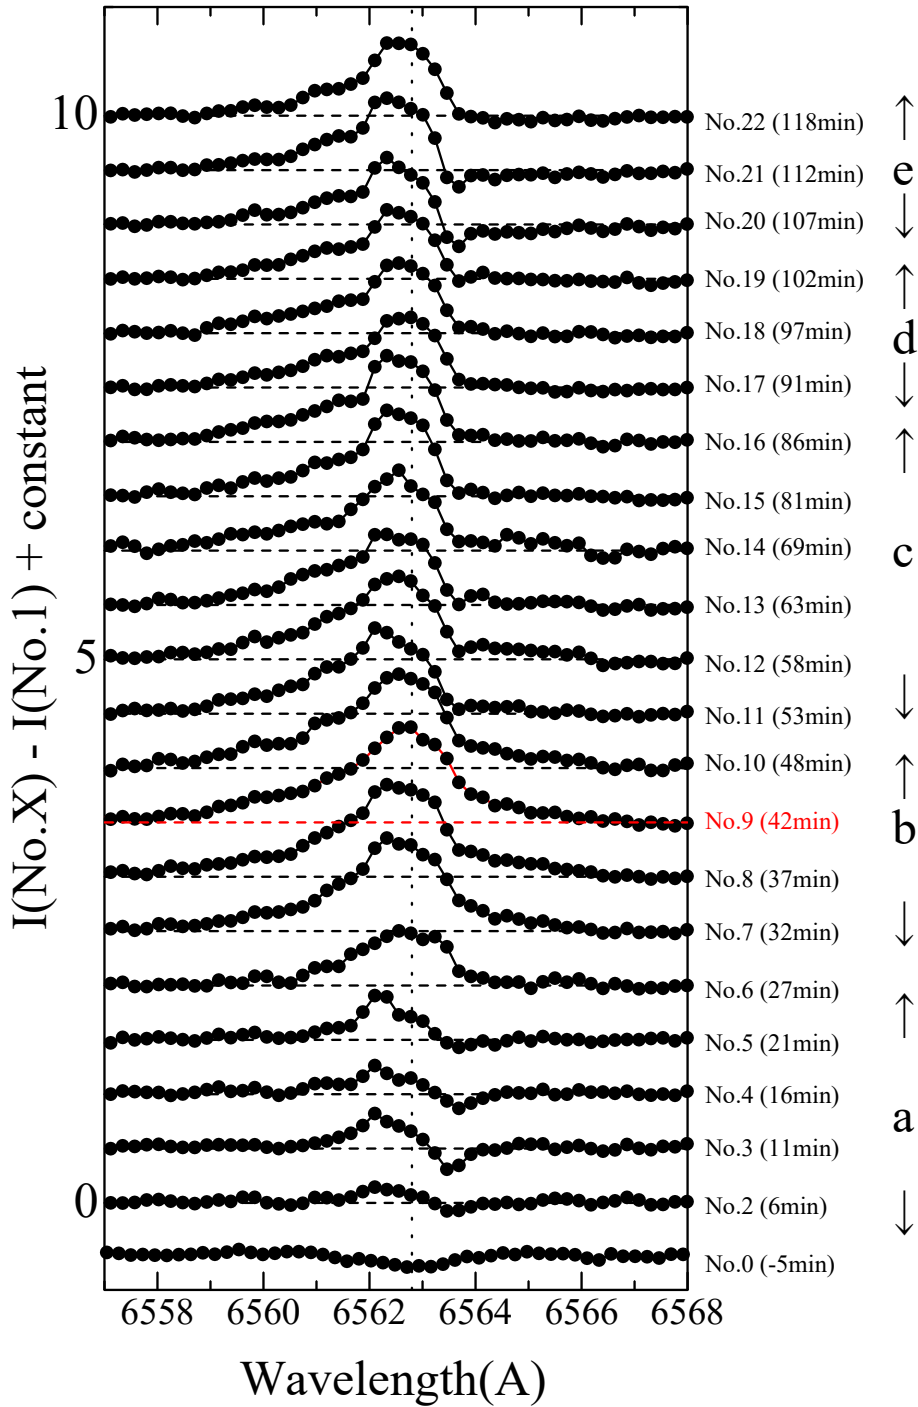 10
5
0
I(No.X) - I(No.1) + constant
No.22 (118min)
No.21 (112min)
No.20 (107min)
No.19 (102min)
No.18 (97min)
No.17 (91min)
No.16 (86min)
No.15 (81min)
No.14 (69min)
No.13 (63min)
No.12 (58min)
No.11 (53min)
No.10 (48min)
No.9 (42min)
No.8 (37min)
No.7 (32min)
No.6 (27min)
No.5 (21min)
No.4 (16min)
No.3 (11min)
No.2 (6min)
No.0 (-5min)
↑
e
↓
↑
d
↓
↑
c
↓
↑
b
↓
↑
a
↓
6558 6560 6562 6564 6566 6568
Wavelength(A)